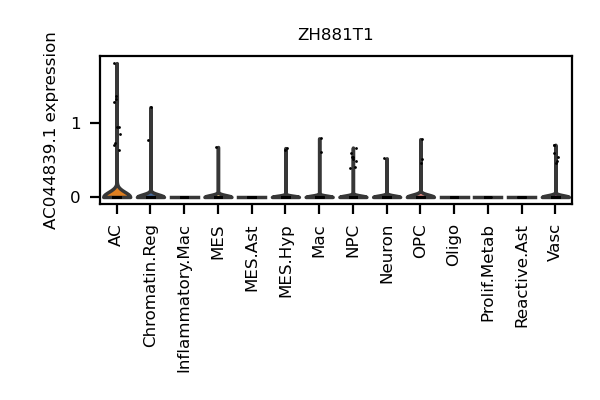 ZH881T1
AC044839.1 expression
1
0
AC
Chromatin.Reg
Inflammatory.Mac
MES
MES.Ast
MES.Hyp
Mac
NPC
Neuron
OPC
Oligo
Prolif.Metab
Reactive.Ast
Vasc